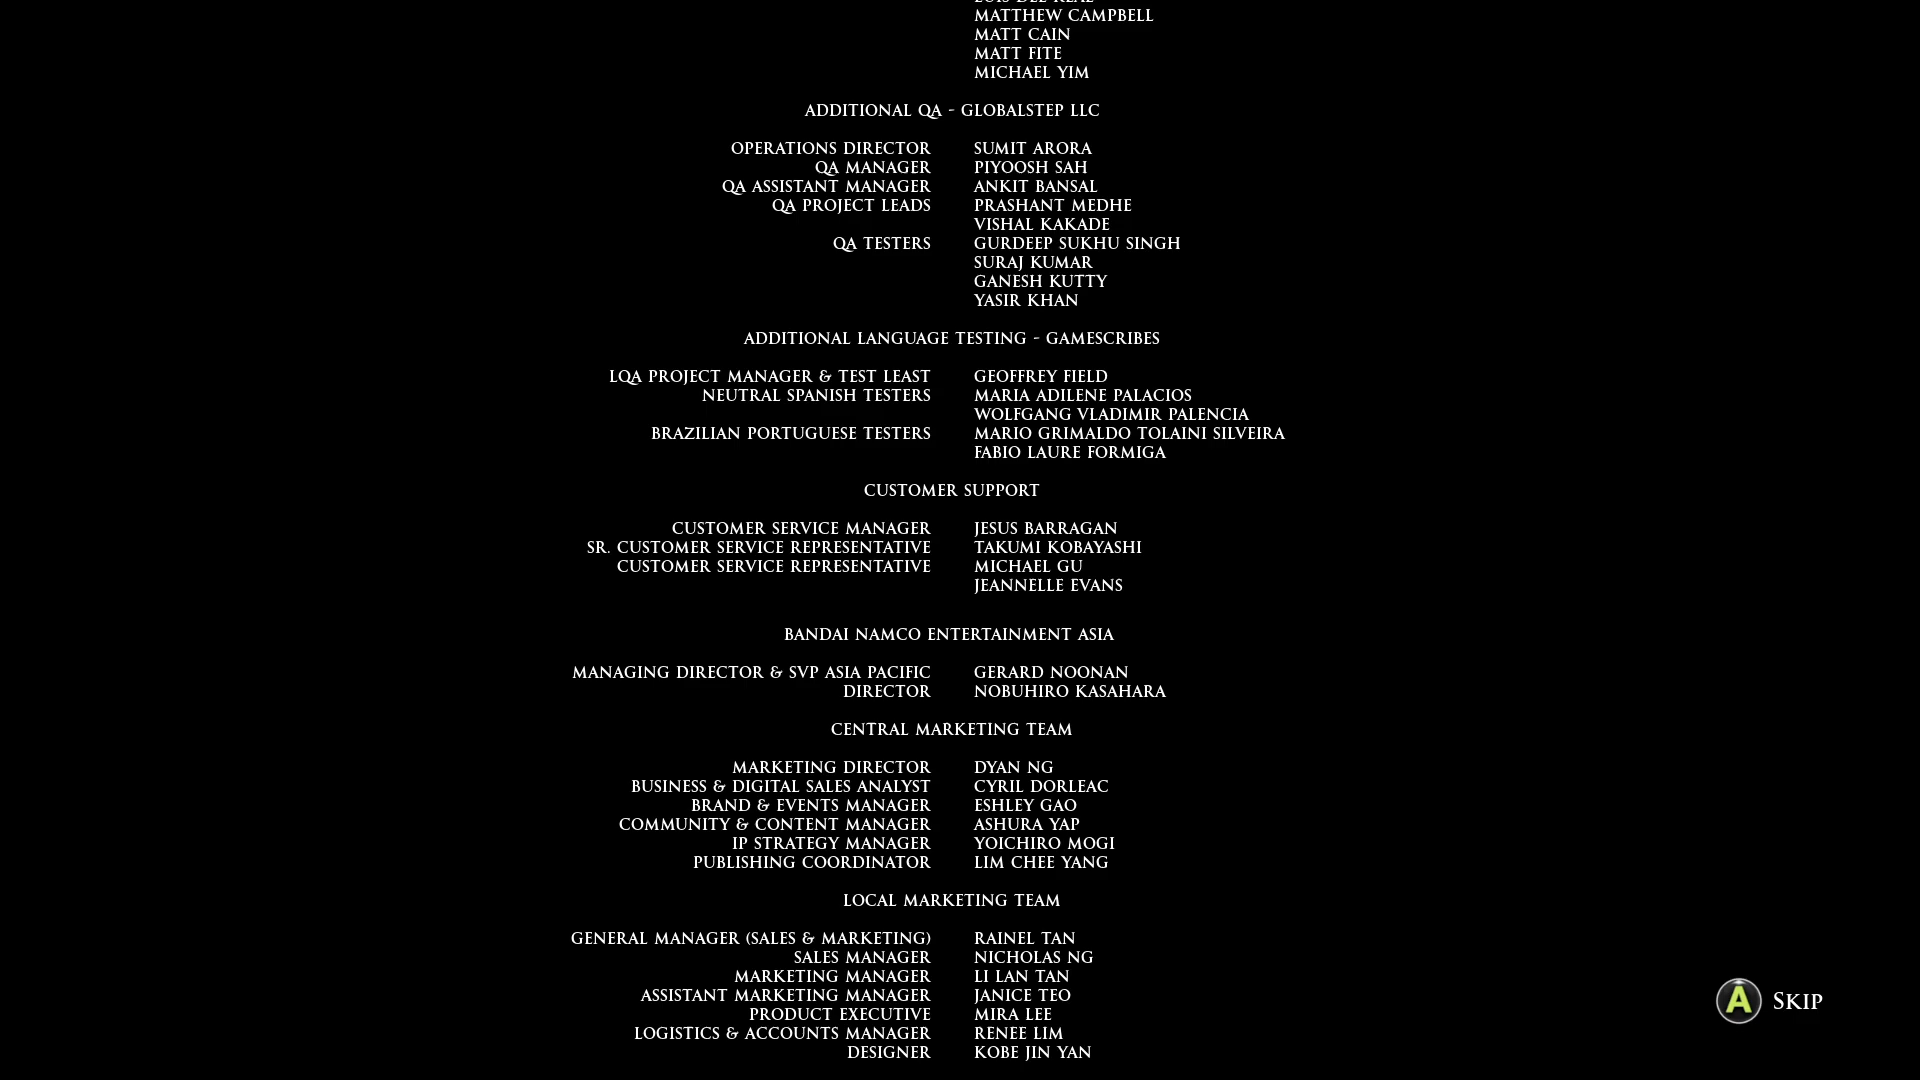 LUIS DEL REAL
MATTHEW CAMPBELL
MATT CAIN
MATT FITE
MICHAEL YIM
ADDITIONAL QA - GLOBALSTEP LLC
OPERATIONS DIRECTOR SUMIT ARORA
QA MANAGER PIYOOSH SAH
QA ASSISTANT MANAGER ANKIT BANSAL
QA PROJECT LEADS PRASHANT MEDHE
VISHAL KAKADE
QA TESTERS GURDEEP SUKHU SINGH
SURAJ KUMAR
GANESH KUTTY
YASIR KHAN
ADDITIONAL LANGUAGE TESTING - GAMESCRIBES
LQA PROJECT MANAGER & TEST LEAST GEOFFREY FIELD
NEUTRAL SPANISH TESTERS MARIA ADILENE PALACIOS
WOLFGANG VLADIMIR PALENCIA
BRAZILIAN PORTUGUESE TESTERS MARIO GRIMALDO TOLAINI SILVEIRA
FABIO LAURE FORMIGA
CUSTOMER SUPPORT
CUSTOMER SERVICE MANAGER JESUS BARRAGAN
SR. CUSTOMER SERVICE REPRESENTATIVE TAKUMI KOBAYASHI
CUSTOMER SERVICE REPRESENTATIVE MICHAEL GU
JEANNELLE EVANS
BANDAI NAMCO ENTERTAINMENT ASIA
MANAGING DIRECTOR & SVP ASIA PACIFIC GERARD NOONAN
DIRECTOR NOBUHIRO KASAHARA
CENTRAL MARKETING TEAM
MARKETING DIRECTOR DYAN NG
BUSINESS & DIGITAL SALES ANALYST CYRIL DORLEAC
BRAND & EVENTS MANAGER ESHLEY GAO
COMMUNITY & CONTENT MANAGER ASHURA YAP
IP STRATEGY MANAGER YOICHIRO MOGI
PUBLISHING COORDINATOR LIM CHEE YANG
LOCAL MARKETING TEAM
GENERAL MANAGER (SALES & MARKETING) RAINEL TAN
SALES MANAGER NICHOLAS NG
MARKETING MANAGER LI LAN TAN
ASSISTANT MARKETING MANAGER JANICE TEO
PRODUCT EXECUTIVE MIRA LEE
LOGISTICS & ACCOUNTS MANAGER RENEE LIM
DESIGNER KOBE JIN YAN
A SKIP